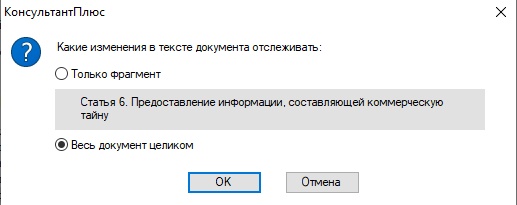 КонсультантПлюс
Какие изменения в тексте документа отслеживать:
Только фрагмент
Статья 6. Предоставление информации, составляющей коммерческую
тайну
Весь документ целиком
OK
Отмена